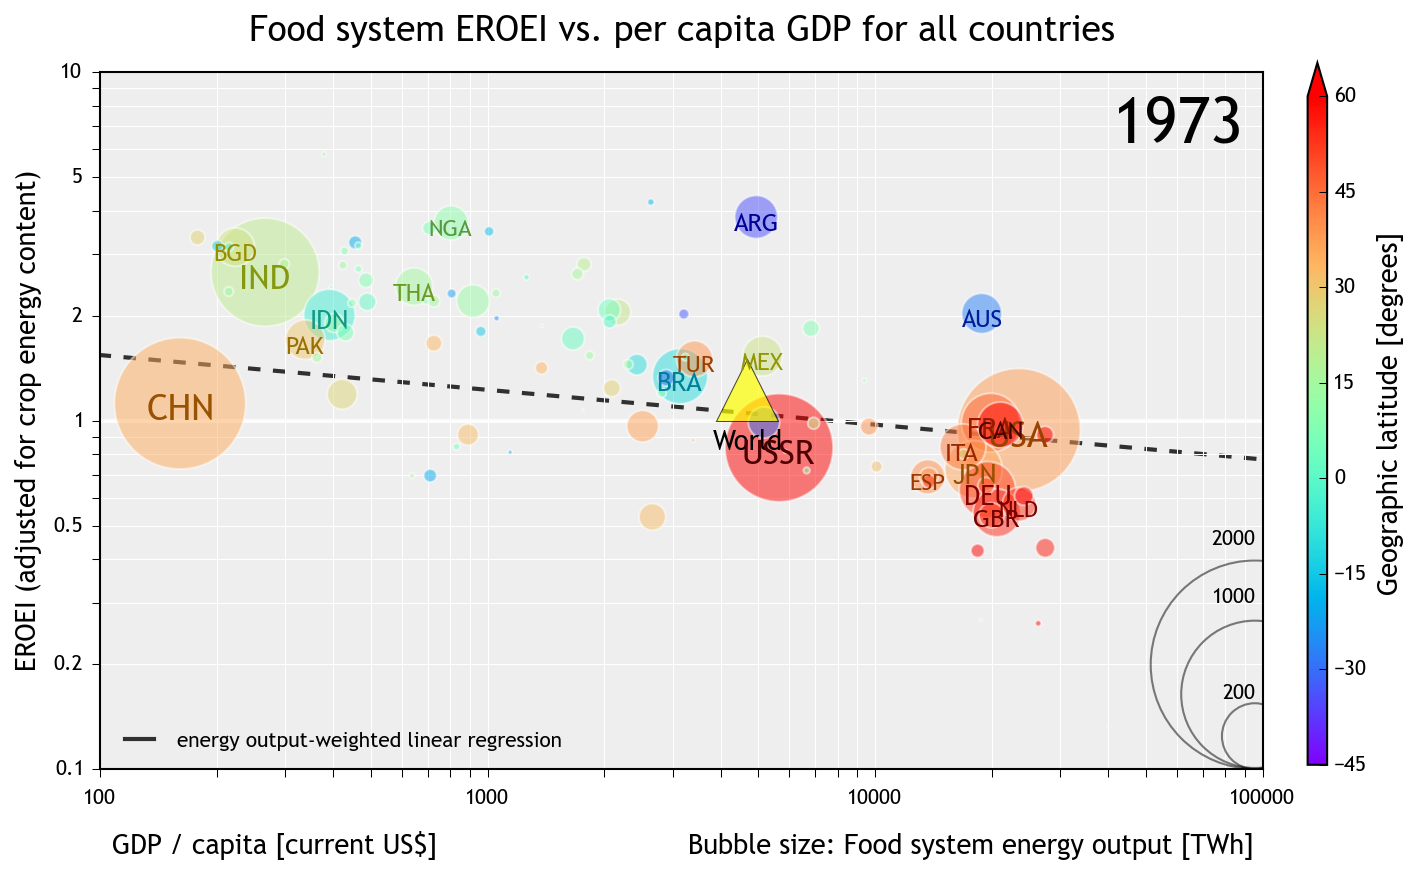 Food system EROEI vs. per capita GDP for all countries
1973
EROEI (adjusted for crop energy content)
10
5
2
1
0.5
0.2
0.1
100
1000
10000
100000
GDP / capita [current US$]
Bubble size: Food system energy output [TWh]
NGA
ARG
BGD
IND
THA
IDN
AUS
PAK
TUR
MEX
BRA
CHN
World
USSR
FRA
CAN
USA
ITA
JPN
ESP
DEU
NLD
GBR
2000
1000
200
energy output-weighted linear regression
60
45
30
15
0
−15
−30
−45
Geographic latitude [degrees]